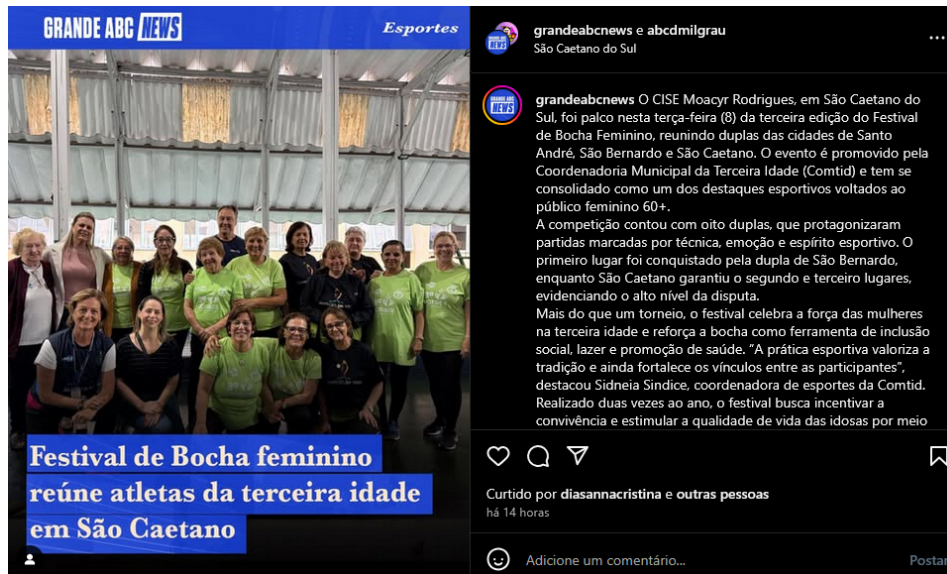 GRANDE ABC NEWS
Esportes
Festival de Bocha feminino
reúne atletas da terceira idade
em São Caetano
grandeabcnews e abcdmilgrau
São Caetano do Sul
grandeabcnews O CISE Moacyr Rodrigues, em São Caetano do
Sul, foi palco nesta terça-feira (8) da terceira edição do Festival
de Bocha Feminino, reunindo duplas das cidades de Santo
André, São Bernardo e São Caetano. O evento é promovido pela
Coordenadoria Municipal da Terceira Idade (Comtid) e tem se
consolidado como um dos destaques esportivos voltados ao
público feminino 60+.
A competição contou com oito duplas, que protagonizaram
partidas marcadas por técnica, emoção e espírito esportivo. O
primeiro lugar foi conquistado pela dupla de São Bernardo,
enquanto São Caetano garantiu o segundo e terceiro lugares,
evidenciando o alto nível da disputa.
Mais do que um torneio, o festival celebra a força das mulheres
na terceira idade e reforça a bocha como ferramenta de inclusão
social, lazer e promoção de saúde. "A prática esportiva valoriza a
tradição e ainda fortalece os vínculos entre as participantes",
destacou Sidneia Sindice, coordenadora de esportes da Comtid.
Realizado duas vezes ao ano, o festival busca incentivar a
convivência e estimular a qualidade de vida das idosas por meio
Curtido por diasannacristina e outras pessoas
há 14 horas
Adicione um comentário...
Postar